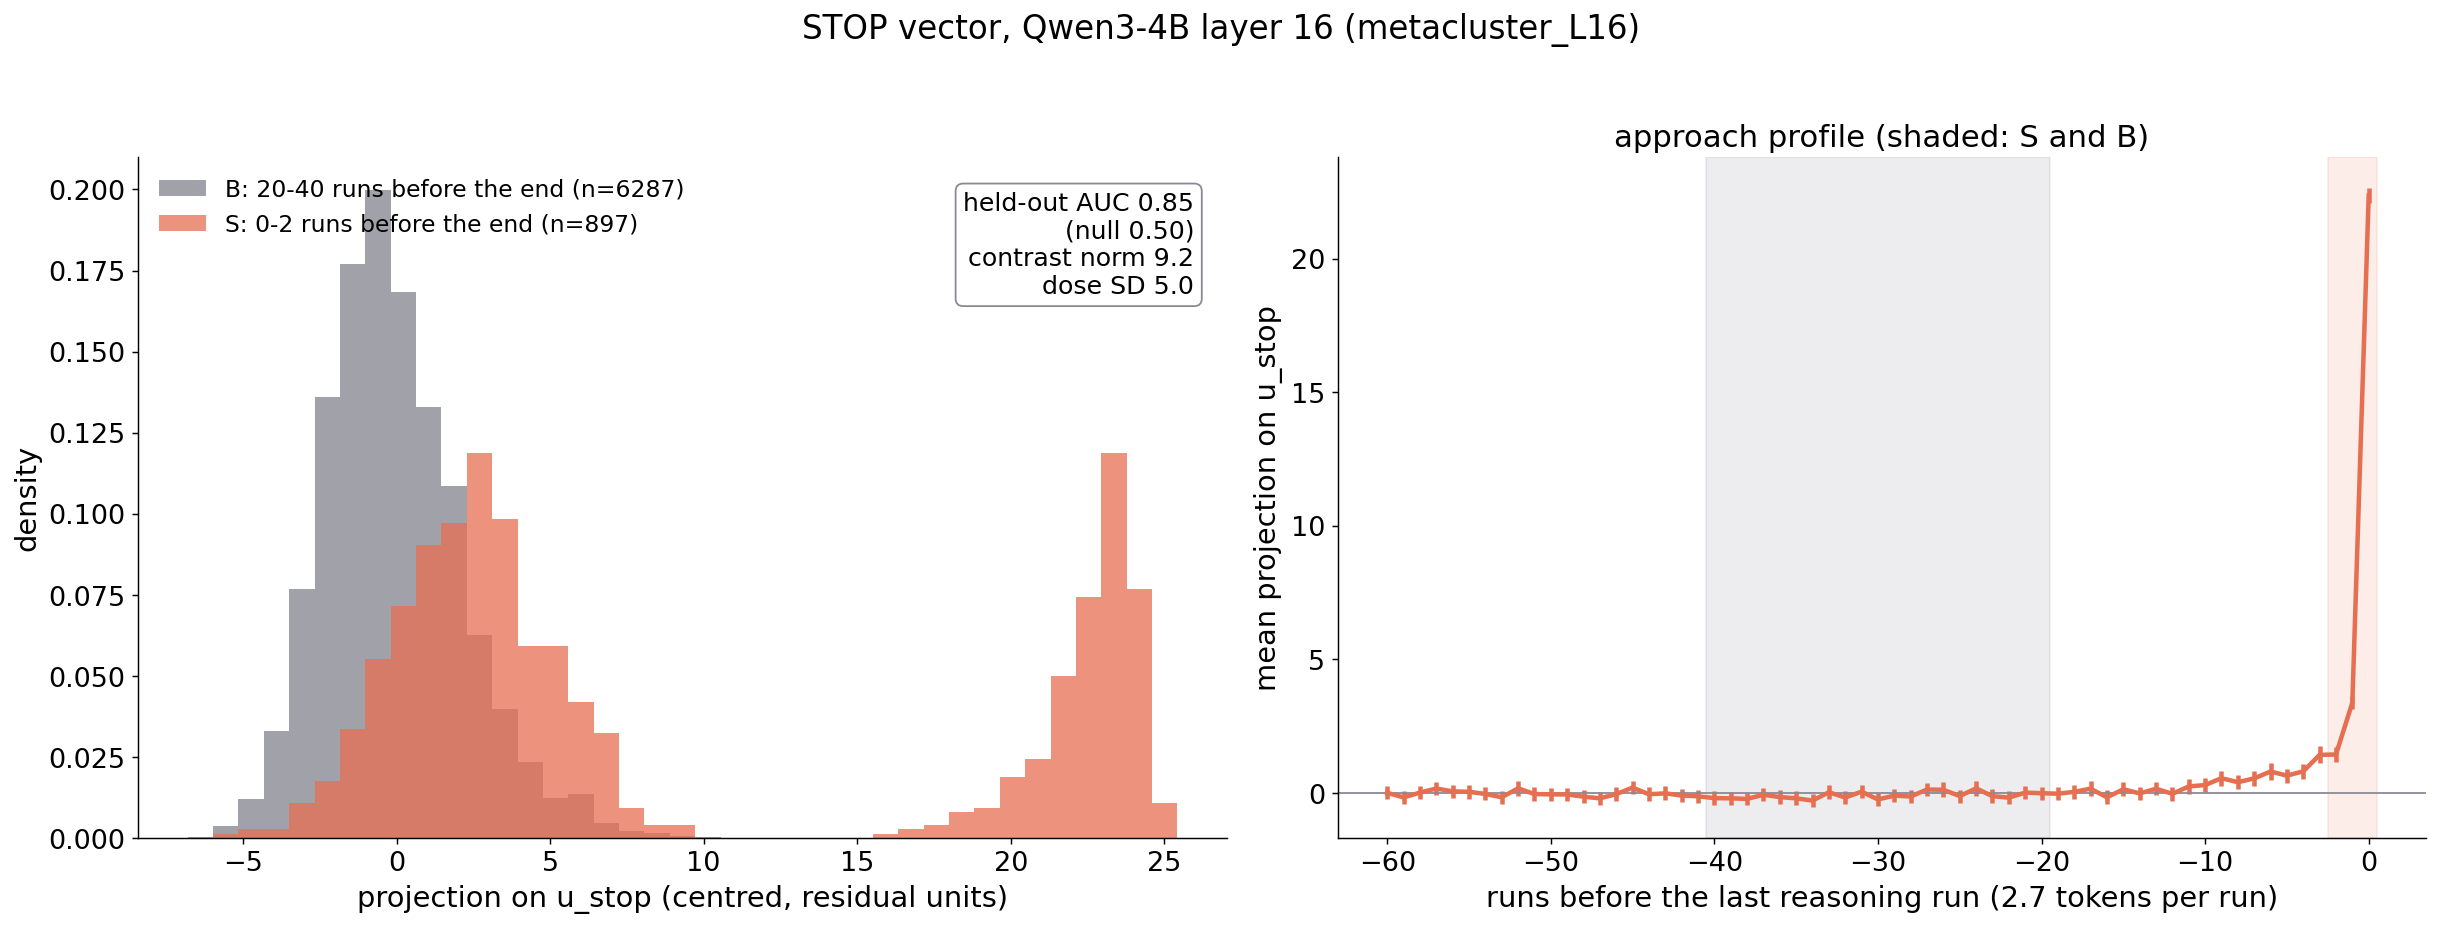 STOP vector, Qwen3-4B layer 16 (metacluster_L16)
B: 20-40 runs before the end (n=6287)
S: 0-2 runs before the end (n=897)
held-out AUC 0.85
(null 0.50)
contrast norm 9.2
dose SD 5.0
0.200
0.175
0.150
0.125
0.100
0.075
0.050
0.025
0.000
density
−5
0
5
10
15
20
25
projection on u_stop (centred, residual units)
approach profile (shaded: S and B)
20
15
10
5
0
mean projection on u_stop
−60
−50
−40
−30
−20
−10
0
runs before the last reasoning run (2.7 tokens per run)